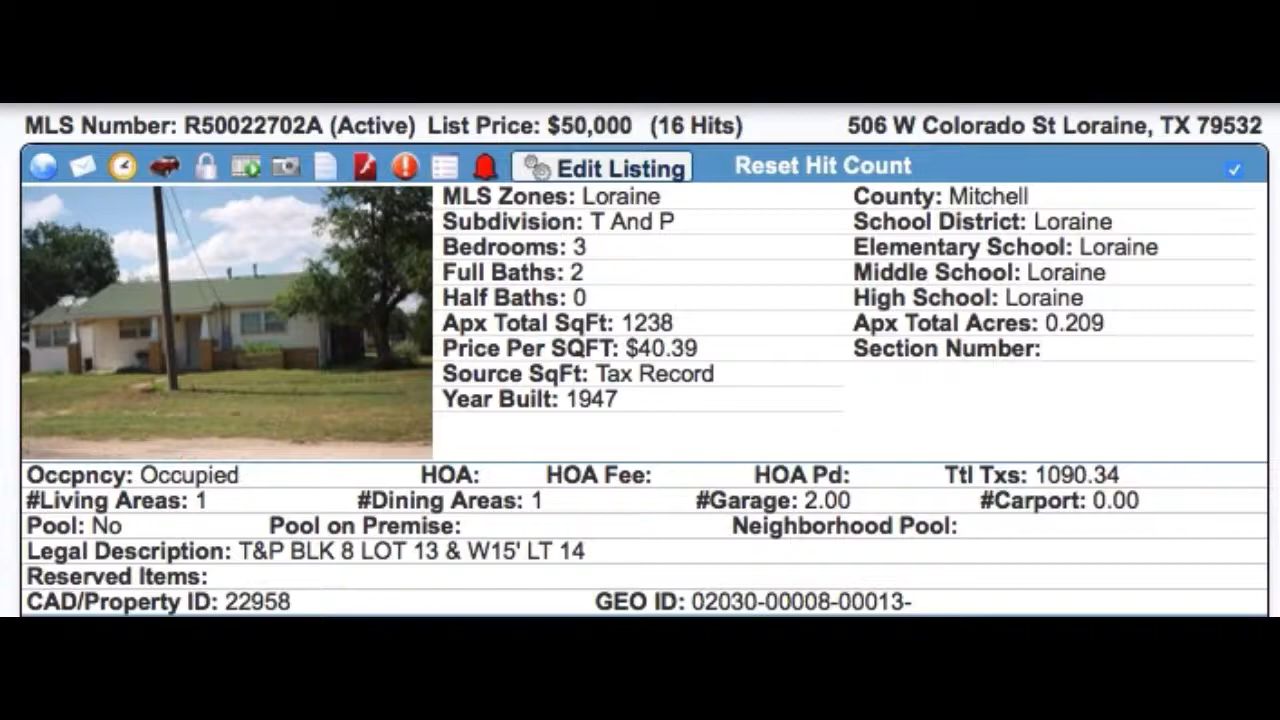 MLS Number: R50022702A (Active) List Price: $50,000 (16 Hits) 506 W Colorado St Loraine, TX 79532
Edit Listing Reset Hit Count
MLS Zones: Loraine County: Mitchell
Subdivision: T And P School District: Loraine
Bedrooms: 3 Elementary School: Loraine
Full Baths: 2 Middle School: Loraine
Half Baths: 0 High School: Loraine
Apx Total SqFt: 1238 Apx Total Acres: 0.209
Price Per SQFT: $40.39 Section Number:
Source SqFt: Tax Record
Year Built: 1947
Occpncy: Occupied HOA: HOA Fee: HOA Pd: Ttl Txs: 1090.34
#Living Areas: 1 #Dining Areas: 1 #Garage: 2.00 #Carport: 0.00
Pool: No Pool on Premise: Neighborhood Pool:
Legal Description: T&P BLK 8 LOT 13 & W15' LT 14
Reserved Items:
CAD/Property ID: 22958 GEO ID: 02030-00008-00013-